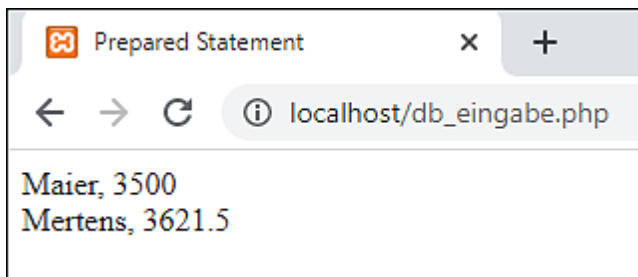 Prepared Statement
localhost/db_eingabe.php
Maier, 3500
Mertens, 3621.5